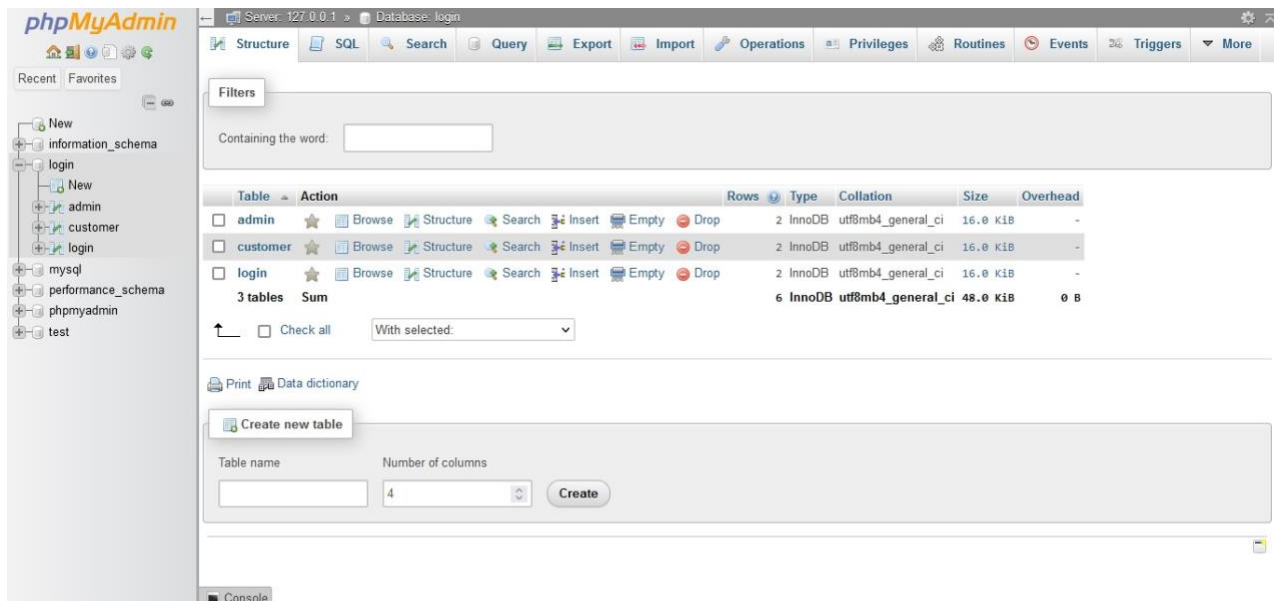 phpMyAdmin
Recent Favorites
New
information_schema
login
New
admin
customer
login
mysql
performance_schema
phpmyadmin
test
Server: 127.0.0.1 » Database: login
Structure SQL Search Query Export Import Operations Privileges Routines Events Triggers More
Filters
Containing the word:
Table Action Rows Type Collation Size Overhead
admin Browse Structure Search Insert Empty Drop 2 InnoDB utf8mb4_general_ci 16.0 KiB -
customer Browse Structure Search Insert Empty Drop 2 InnoDB utf8mb4_general_ci 16.0 KiB -
login Browse Structure Search Insert Empty Drop 2 InnoDB utf8mb4_general_ci 16.0 KiB -
3 tables Sum 6 InnoDB utf8mb4_general_ci 48.0 KiB 0 B
Check all With selected:
Print Data dictionary
Create new table
Table name Number of columns
4 Create
Console